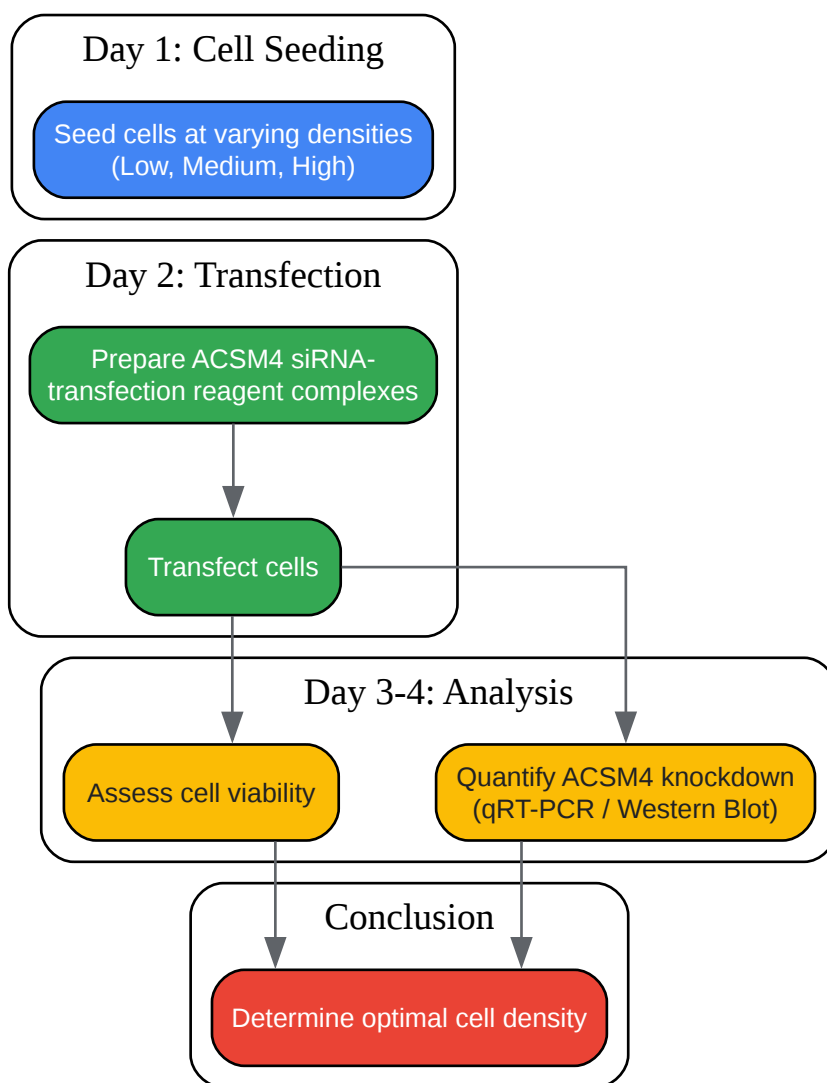 Day 1: Cell Seeding
Seed cells at varying densities
(Low, Medium, High)
Day 2: Transfection
Prepare ACSM4 siRNA-
transfection reagent complexes
Transfect cells
Day 3-4: Analysis
Assess cell viability
Quantify ACSM4 knockdown
(qRT-PCR / Western Blot)
Conclusion
Determine optimal cell density